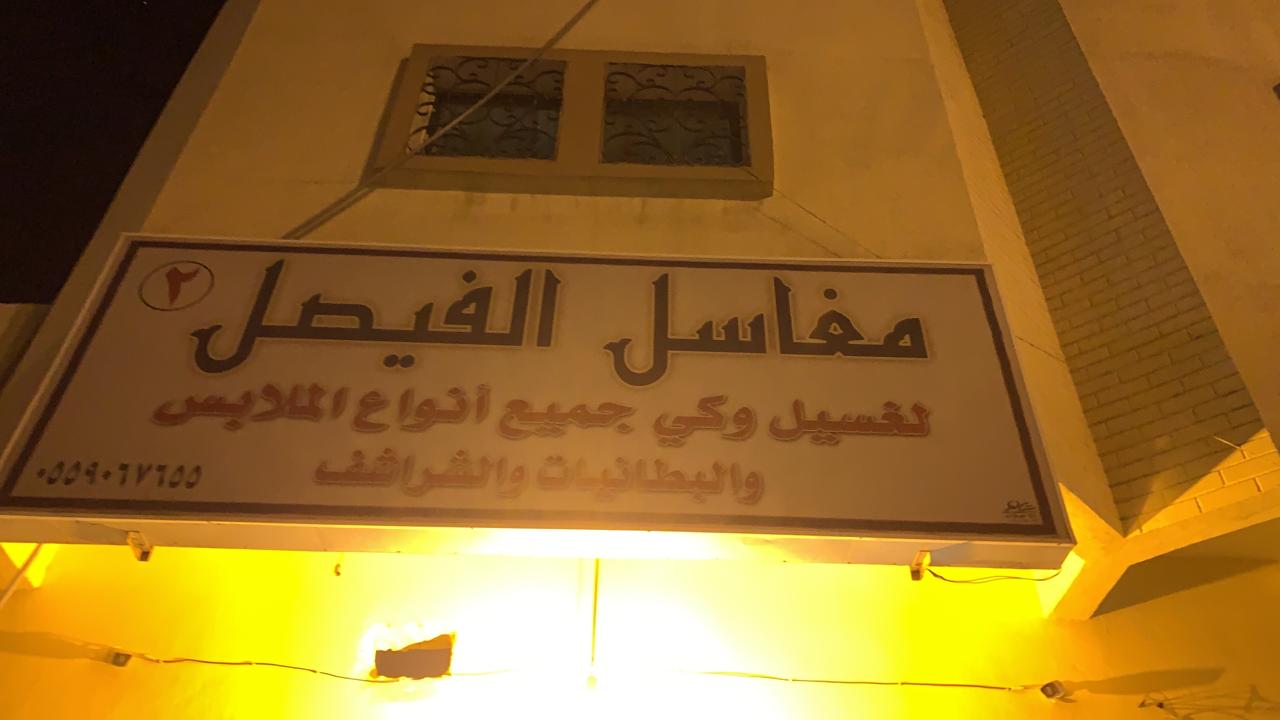 مغاسل الفيصل ٢
لغسيل وكي جميع أنواع الملابس
والبطانيات والشراشف
٠٥٥٩٠٦٧٦٥٥